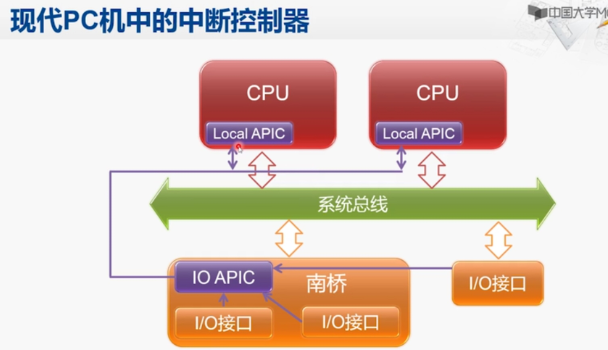 现代PC机中的中断控制器
中国大学M
CPU
CPU
Local APIC
Local APIC
系统总线
IO APIC
南桥
I/O接口
I/O接口
I/O接口